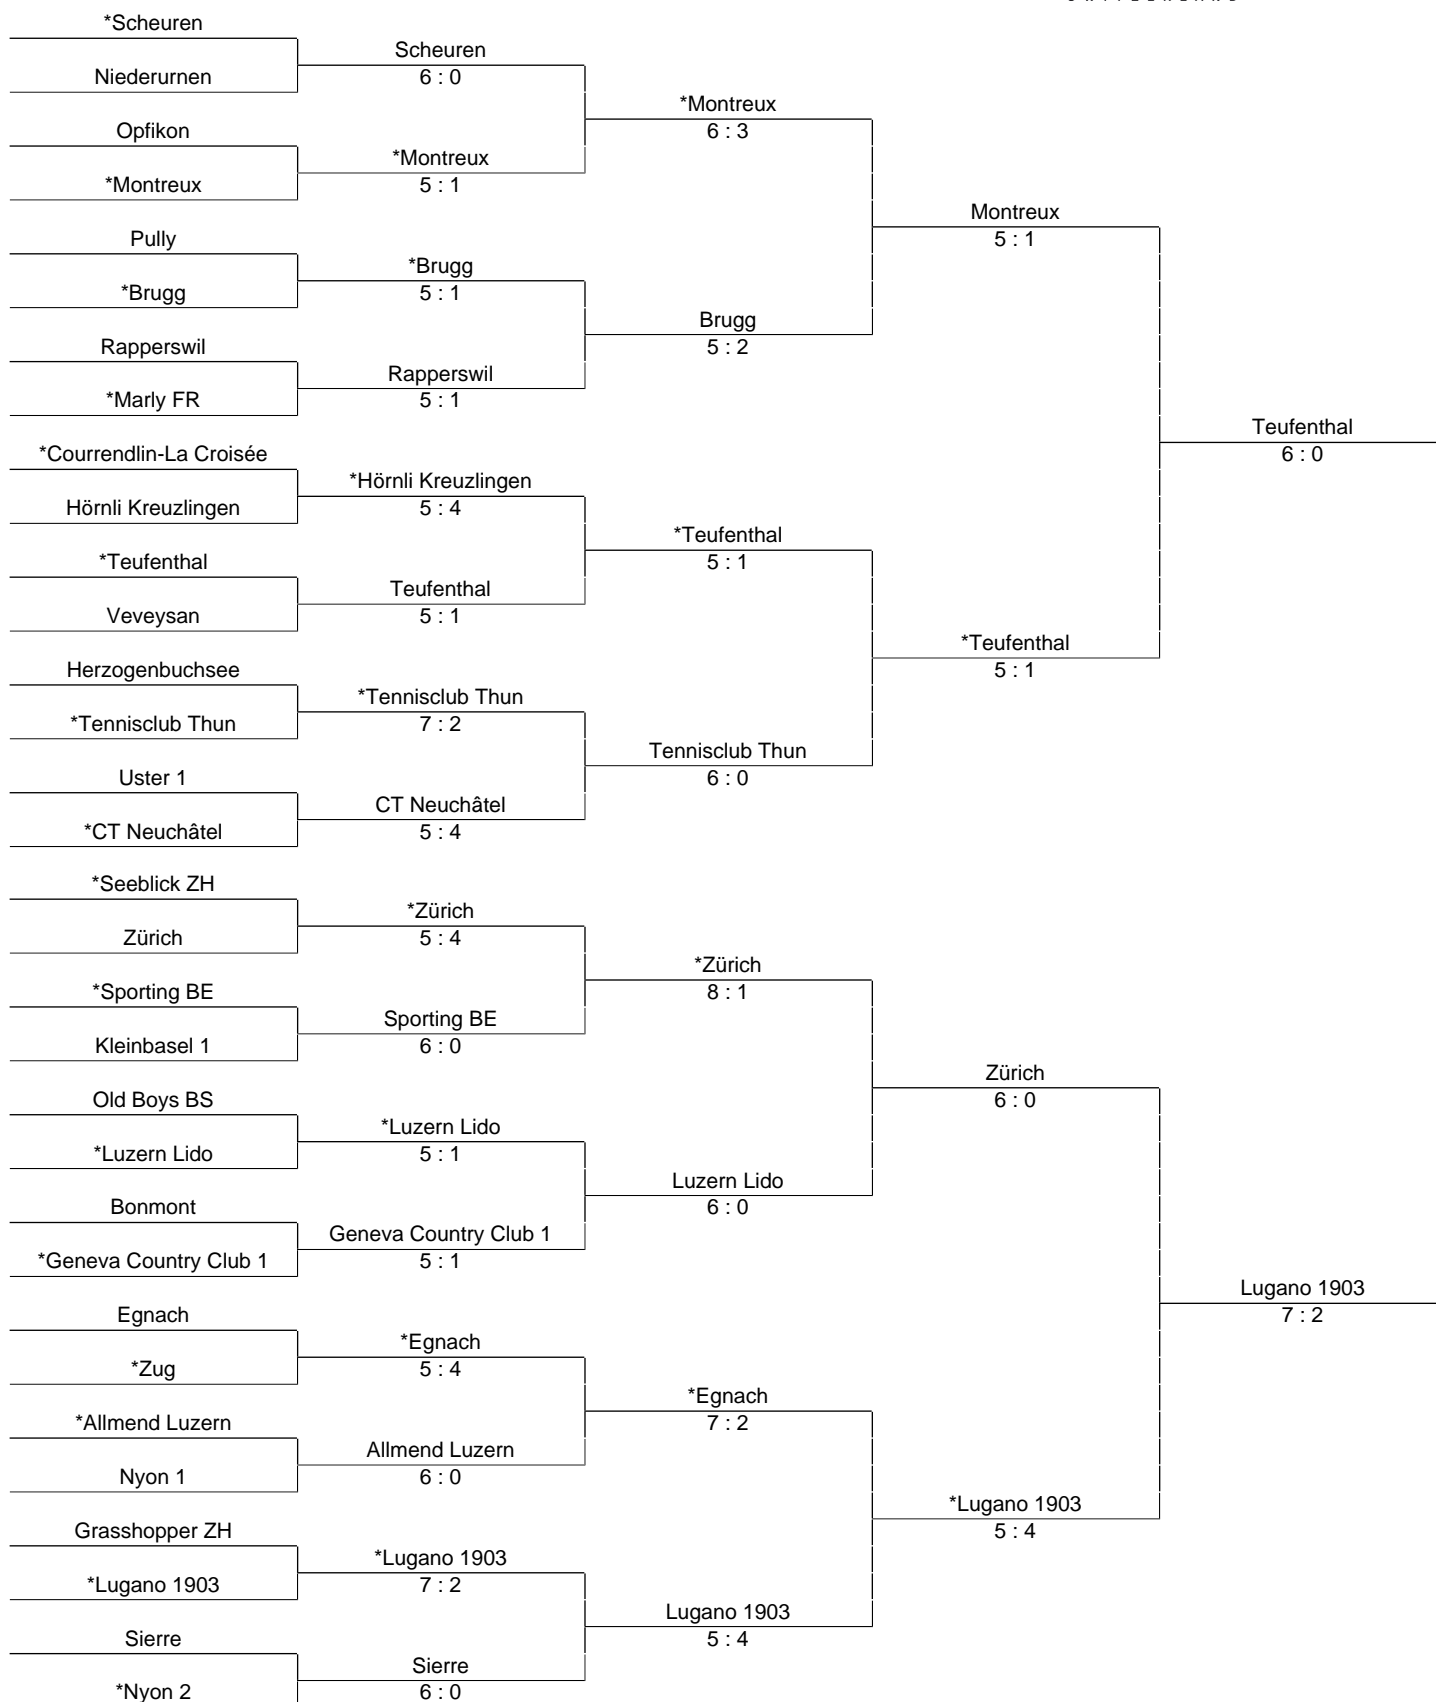 *Scheuren
Scheuren
Niederurnen
6 : 0
*Montreux
6 : 3
Opfikon
*Montreux
*Montreux
5 : 1
Montreux
5 : 1
Pully
*Brugg
*Brugg
5 : 1
Brugg
5 : 2
Rapperswil
Rapperswil
*Marly FR
5 : 1
Teufenthal
6 : 0
*Courrendlin-La Croisée
*Hörnli Kreuzlingen
Hörnli Kreuzlingen
5 : 4
*Teufenthal
5 : 1
*Teufenthal
Teufenthal
Veveysan
5 : 1
*Teufenthal
5 : 1
Herzogenbuchsee
*Tennisclub Thun
*Tennisclub Thun
7 : 2
Tennisclub Thun
6 : 0
Uster 1
CT Neuchâtel
*CT Neuchâtel
5 : 4
*Seeblick ZH
*Zürich
Zürich
5 : 4
*Zürich
8 : 1
*Sporting BE
Sporting BE
Kleinbasel 1
6 : 0
Zürich
6 : 0
Old Boys BS
*Luzern Lido
*Luzern Lido
5 : 1
Luzern Lido
6 : 0
Bonmont
Geneva Country Club 1
*Geneva Country Club 1
5 : 1
Lugano 1903
7 : 2
Egnach
*Egnach
*Zug
5 : 4
*Egnach
7 : 2
*Allmend Luzern
Allmend Luzern
Nyon 1
6 : 0
*Lugano 1903
5 : 4
Grasshopper ZH
*Lugano 1903
*Lugano 1903
7 : 2
Lugano 1903
5 : 4
Sierre
Sierre
*Nyon 2
6 : 0